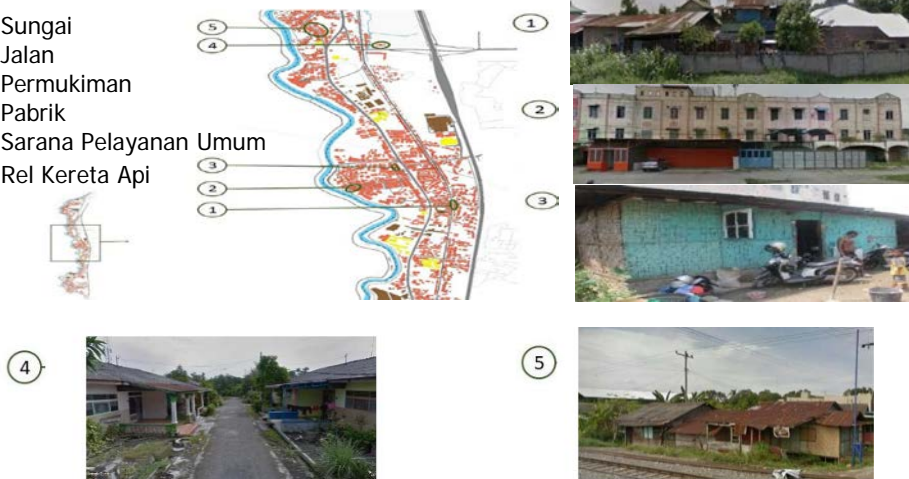 Sungai
Jalan
Permukiman
Pabrik
Sarana Pelayanan Umum
Rel Kereta Api
5
4
3
2
1
1
2
3
4
5